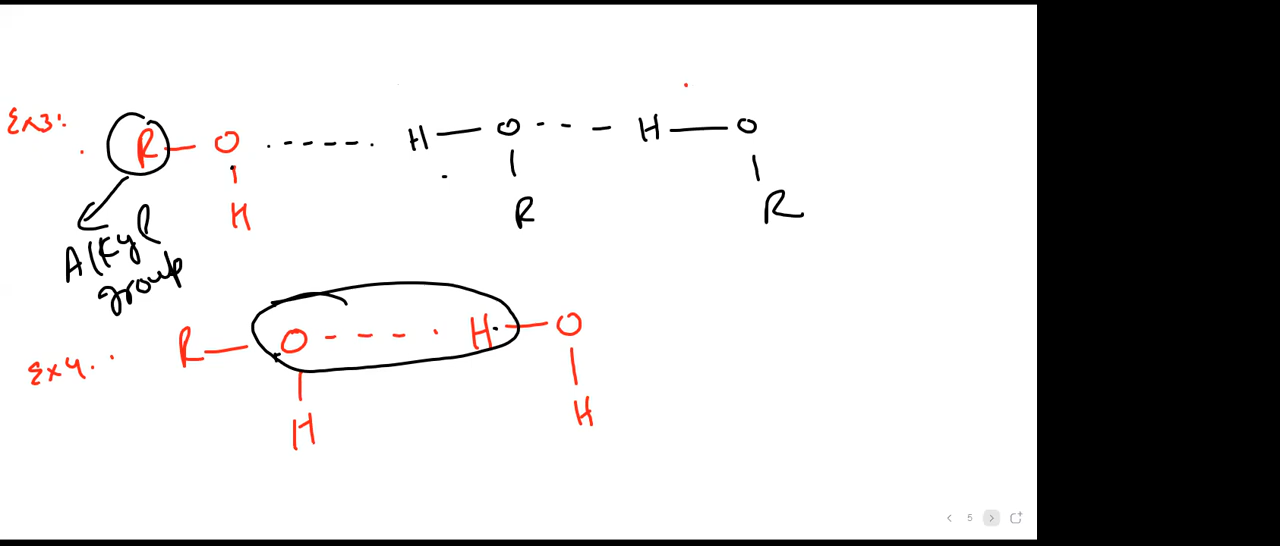 Ex3:
R — O ----- H — O --- H — O
H R R
Alkyl
group
Ex4.
R — O ---- H — O
H H
5